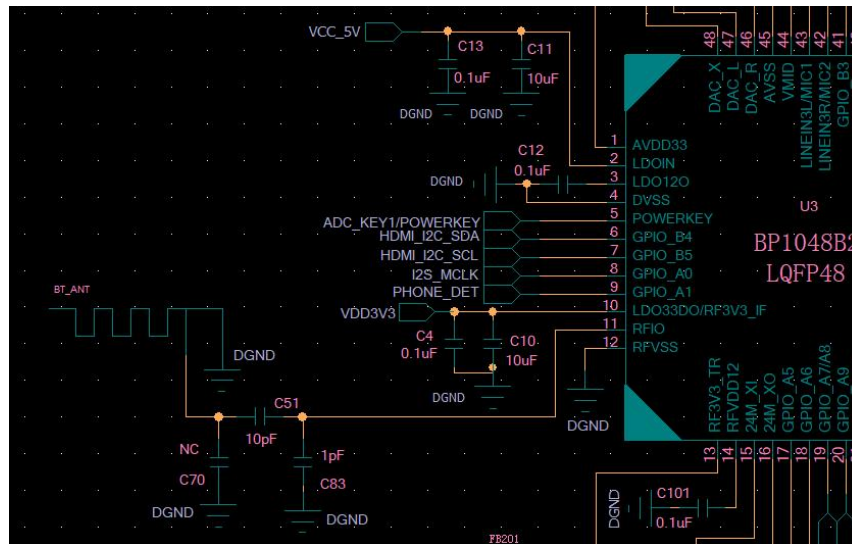 VCC_5V
C13
0.1uF
C11
10uF
DGND
DGND
48
47
46
45
44
43
42
41
DAC_X
DAC_L
DAC_R
AVSS
VMID
LINEIN3L/MIC1
LINEIN3R/MIC2
GPIO_B3
C12
0.1uF
DGND
1 AVDD33
2 LDOIN
3 LDO12O
4 DVSS
ADC_KEY1/POWERKEY 5 POWERKEY
HDMI_I2C_SDA 6 GPIO_B4
HDMI_I2C_SCL 7 GPIO_B5
I2S_MCLK 8 GPIO_A0
PHONE_DET 9 GPIO_A1
VDD3V3 10 LDO33DO/RF3V3_IF
11 RFIO
12 RFVSS
U3
BP1048B2
LQFP48
C4
0.1uF
C10
10uF
DGND
DGND
BT_ANT
DGND
C51
10pF
NC
C70
DGND
1pF
C83
DGND
RF3V3_TR
RFVDD12
24M_XI
24M_XO
GPIO_A5
GPIO_A6
GPIO_A7/A8
GPIO_A9
13
14
15
16
17
18
19
20
DGND
C101
0.1uF
FB201